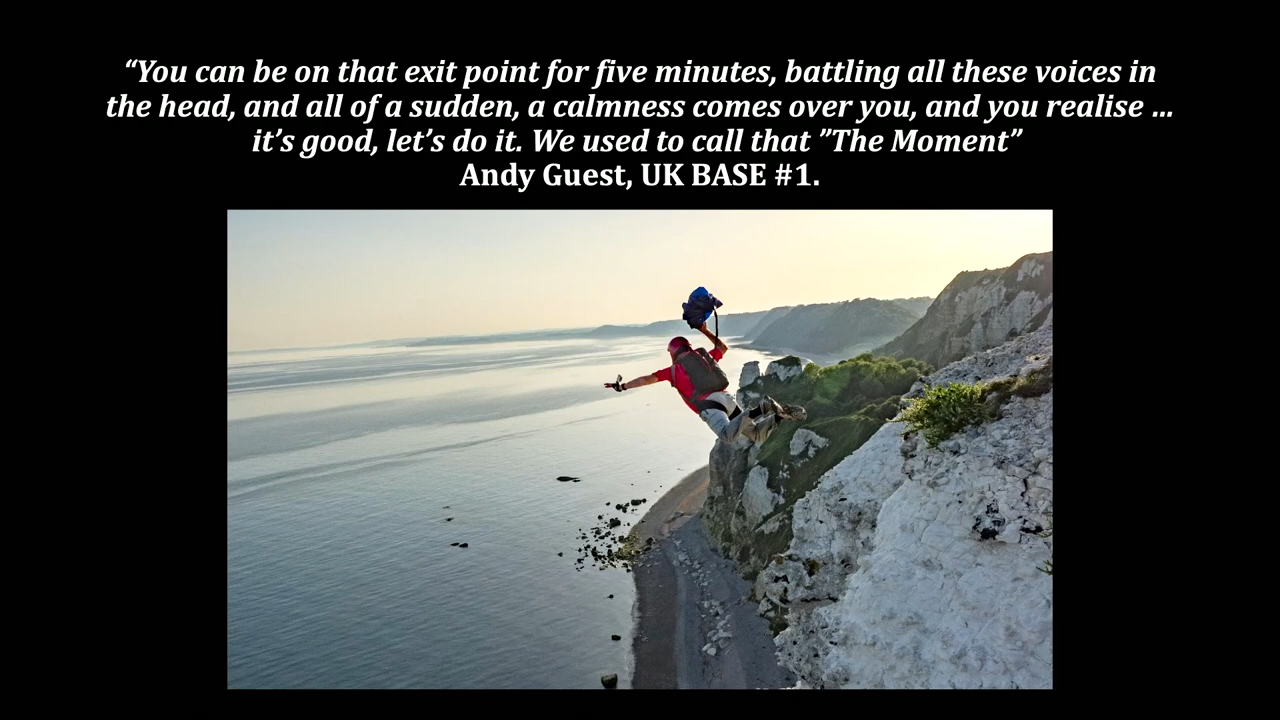 “You can be on that exit point for five minutes, battling all these voices in
the head, and all of a sudden, a calmness comes over you, and you realise ...
it’s good, let’s do it. We used to call that ”The Moment”
Andy Guest, UK BASE #1.